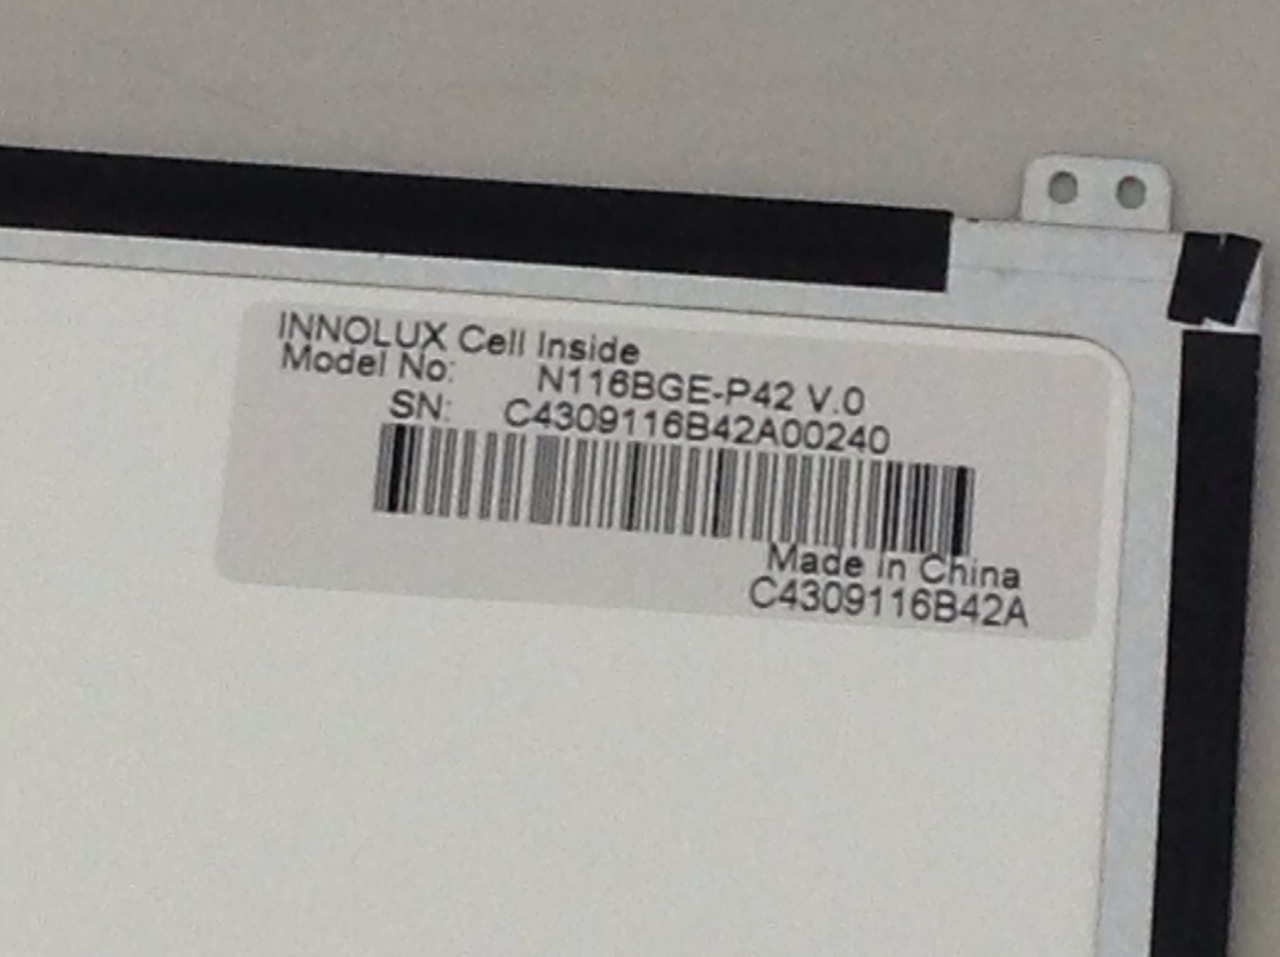 INNOLUX Cell Inside
Model No: N116BGE-P42 V.0
SN: C4309116B42A00240
Made in China
C4309116B42A